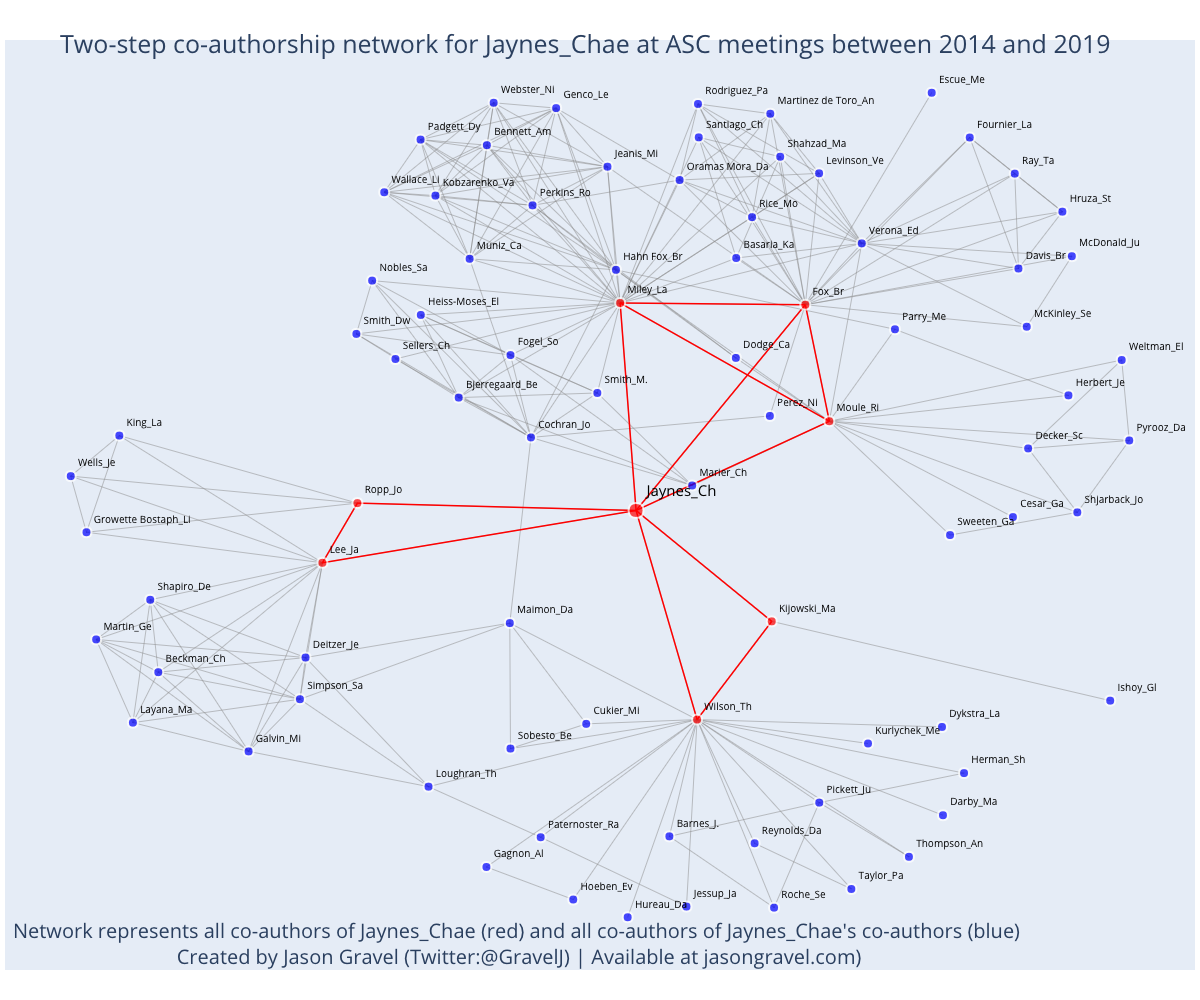 Two-step co-authorship network for Jaynes_Chae at ASC meetings between 2014 and 2019
Escue_Me
Webster_Ni
Genco_Le
Rodriguez_Pa
Martinez de Toro_An
Padgett_Dy
Bennett_Am
Santiago_Ch
Fournier_La
Shahzad_Ma
Jeanis_Mi
Oramas Mora_Da
Levinson_Ve
Ray_Ta
Wallace_Li
Kobzarenko_Va
Perkins_Ro
Rice_Mo
Hruza_St
Muniz_Ca
Basaria_Ka
Verona_Ed
McDonald_Ju
Nobles_Sa
Hahn Fox_Br
Davis_Br
Heiss-Moses_El
Miley_La
Fox_Br
Smith_Dw
Parry_Me
McKinley_Se
Sellers_Ch
Fogel_So
Dodge_Ca
Weltman_El
Bjerregaard_Be
Smith_M.
Herbert_Je
Perez_Ni
Moule_Ri
King_La
Cochran_Jo
Decker_Sc
Pyrooz_Da
Wells_Je
Marier_Ch
Ropp_Jo
Jaynes_Ch
Growette Bostaph_Li
Cesar_Ga
Shjarback_Jo
Sweeten_Ga
Lee_Ja
Shapiro_De
Maimon_Da
Kijowski_Ma
Martin_Ge
Deitzer_Je
Beckman_Ch
Simpson_Sa
Ishoy_Gl
Layana_Ma
Cukier_Mi
Wilson_Th
Dykstra_La
Galvin_Mi
Sobesto_Be
Kurlychek_Me
Loughran_Th
Herman_Sh
Pickett_Ju
Darby_Ma
Paternoster_Ra
Barnes_J.
Reynolds_Da
Gagnon_Al
Thompson_An
Hoeben_Ev
Taylor_Pa
Hureau_Da
Jessup_Ja
Roche_Se
Network represents all co-authors of Jaynes_Chae (red) and all co-authors of Jaynes_Chae's co-authors (blue)
Created by Jason Gravel (Twitter:@GravelJ) | Available at jasongravel.com)